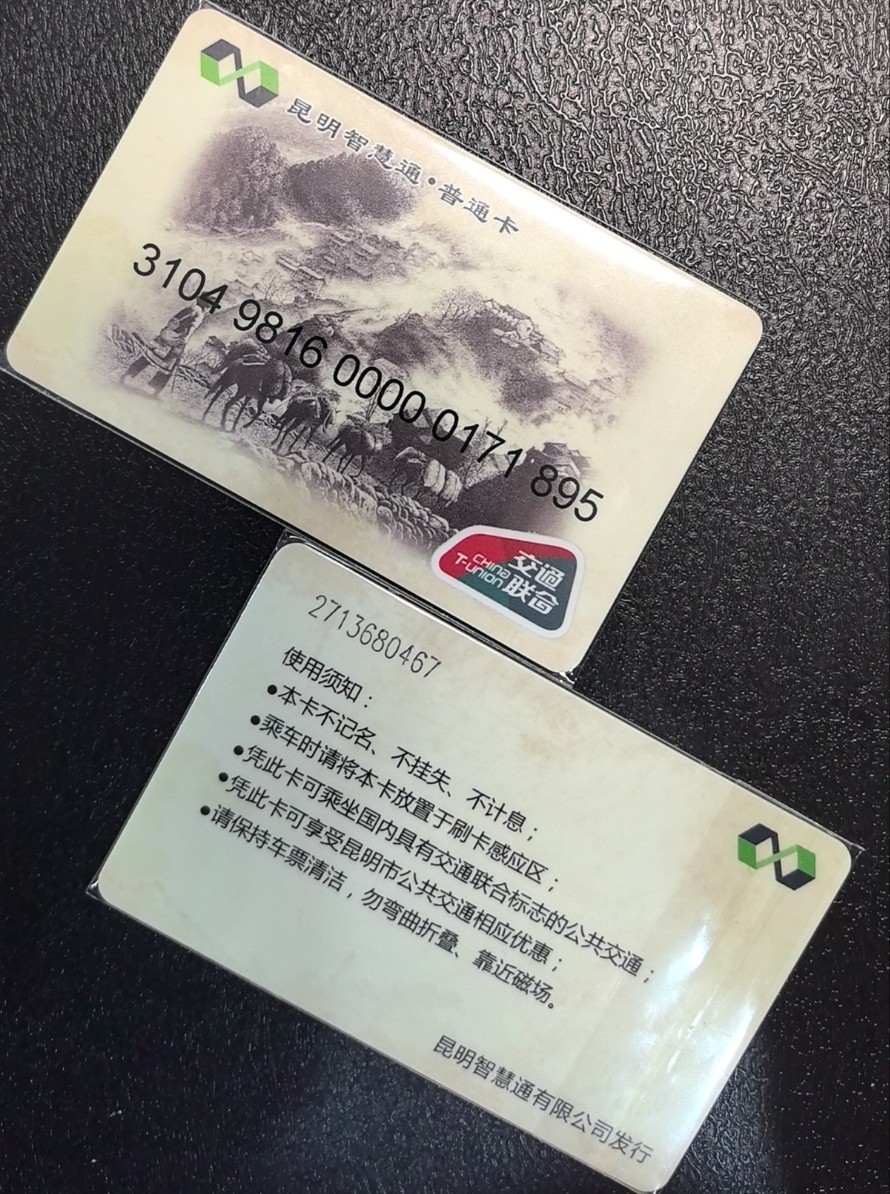 昆明智慧通·普通卡
3104 9816 0000 0171 895
CHINA T-UNION
交通联合
2713680467
使用须知：
●本卡不记名、不挂失、不计息；
●乘车时请将本卡放置于刷卡感应区；
●凭此卡可乘坐国内具有交通联合标志的公共交通；
●凭此卡可享受昆明市公共交通相应优惠；
●请保持车票清洁，勿弯曲折叠、靠近磁场。
昆明智慧通有限公司发行